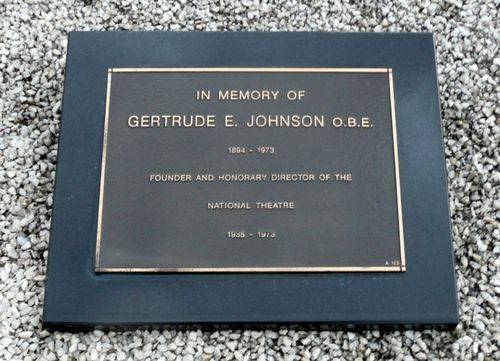 IN MEMORY OF
GERTRUDE E. JOHNSON O.B.E.
1894 - 1973
FOUNDER AND HONORARY DIRECTOR OF THE
NATIONAL THEATRE
1935 - 1973